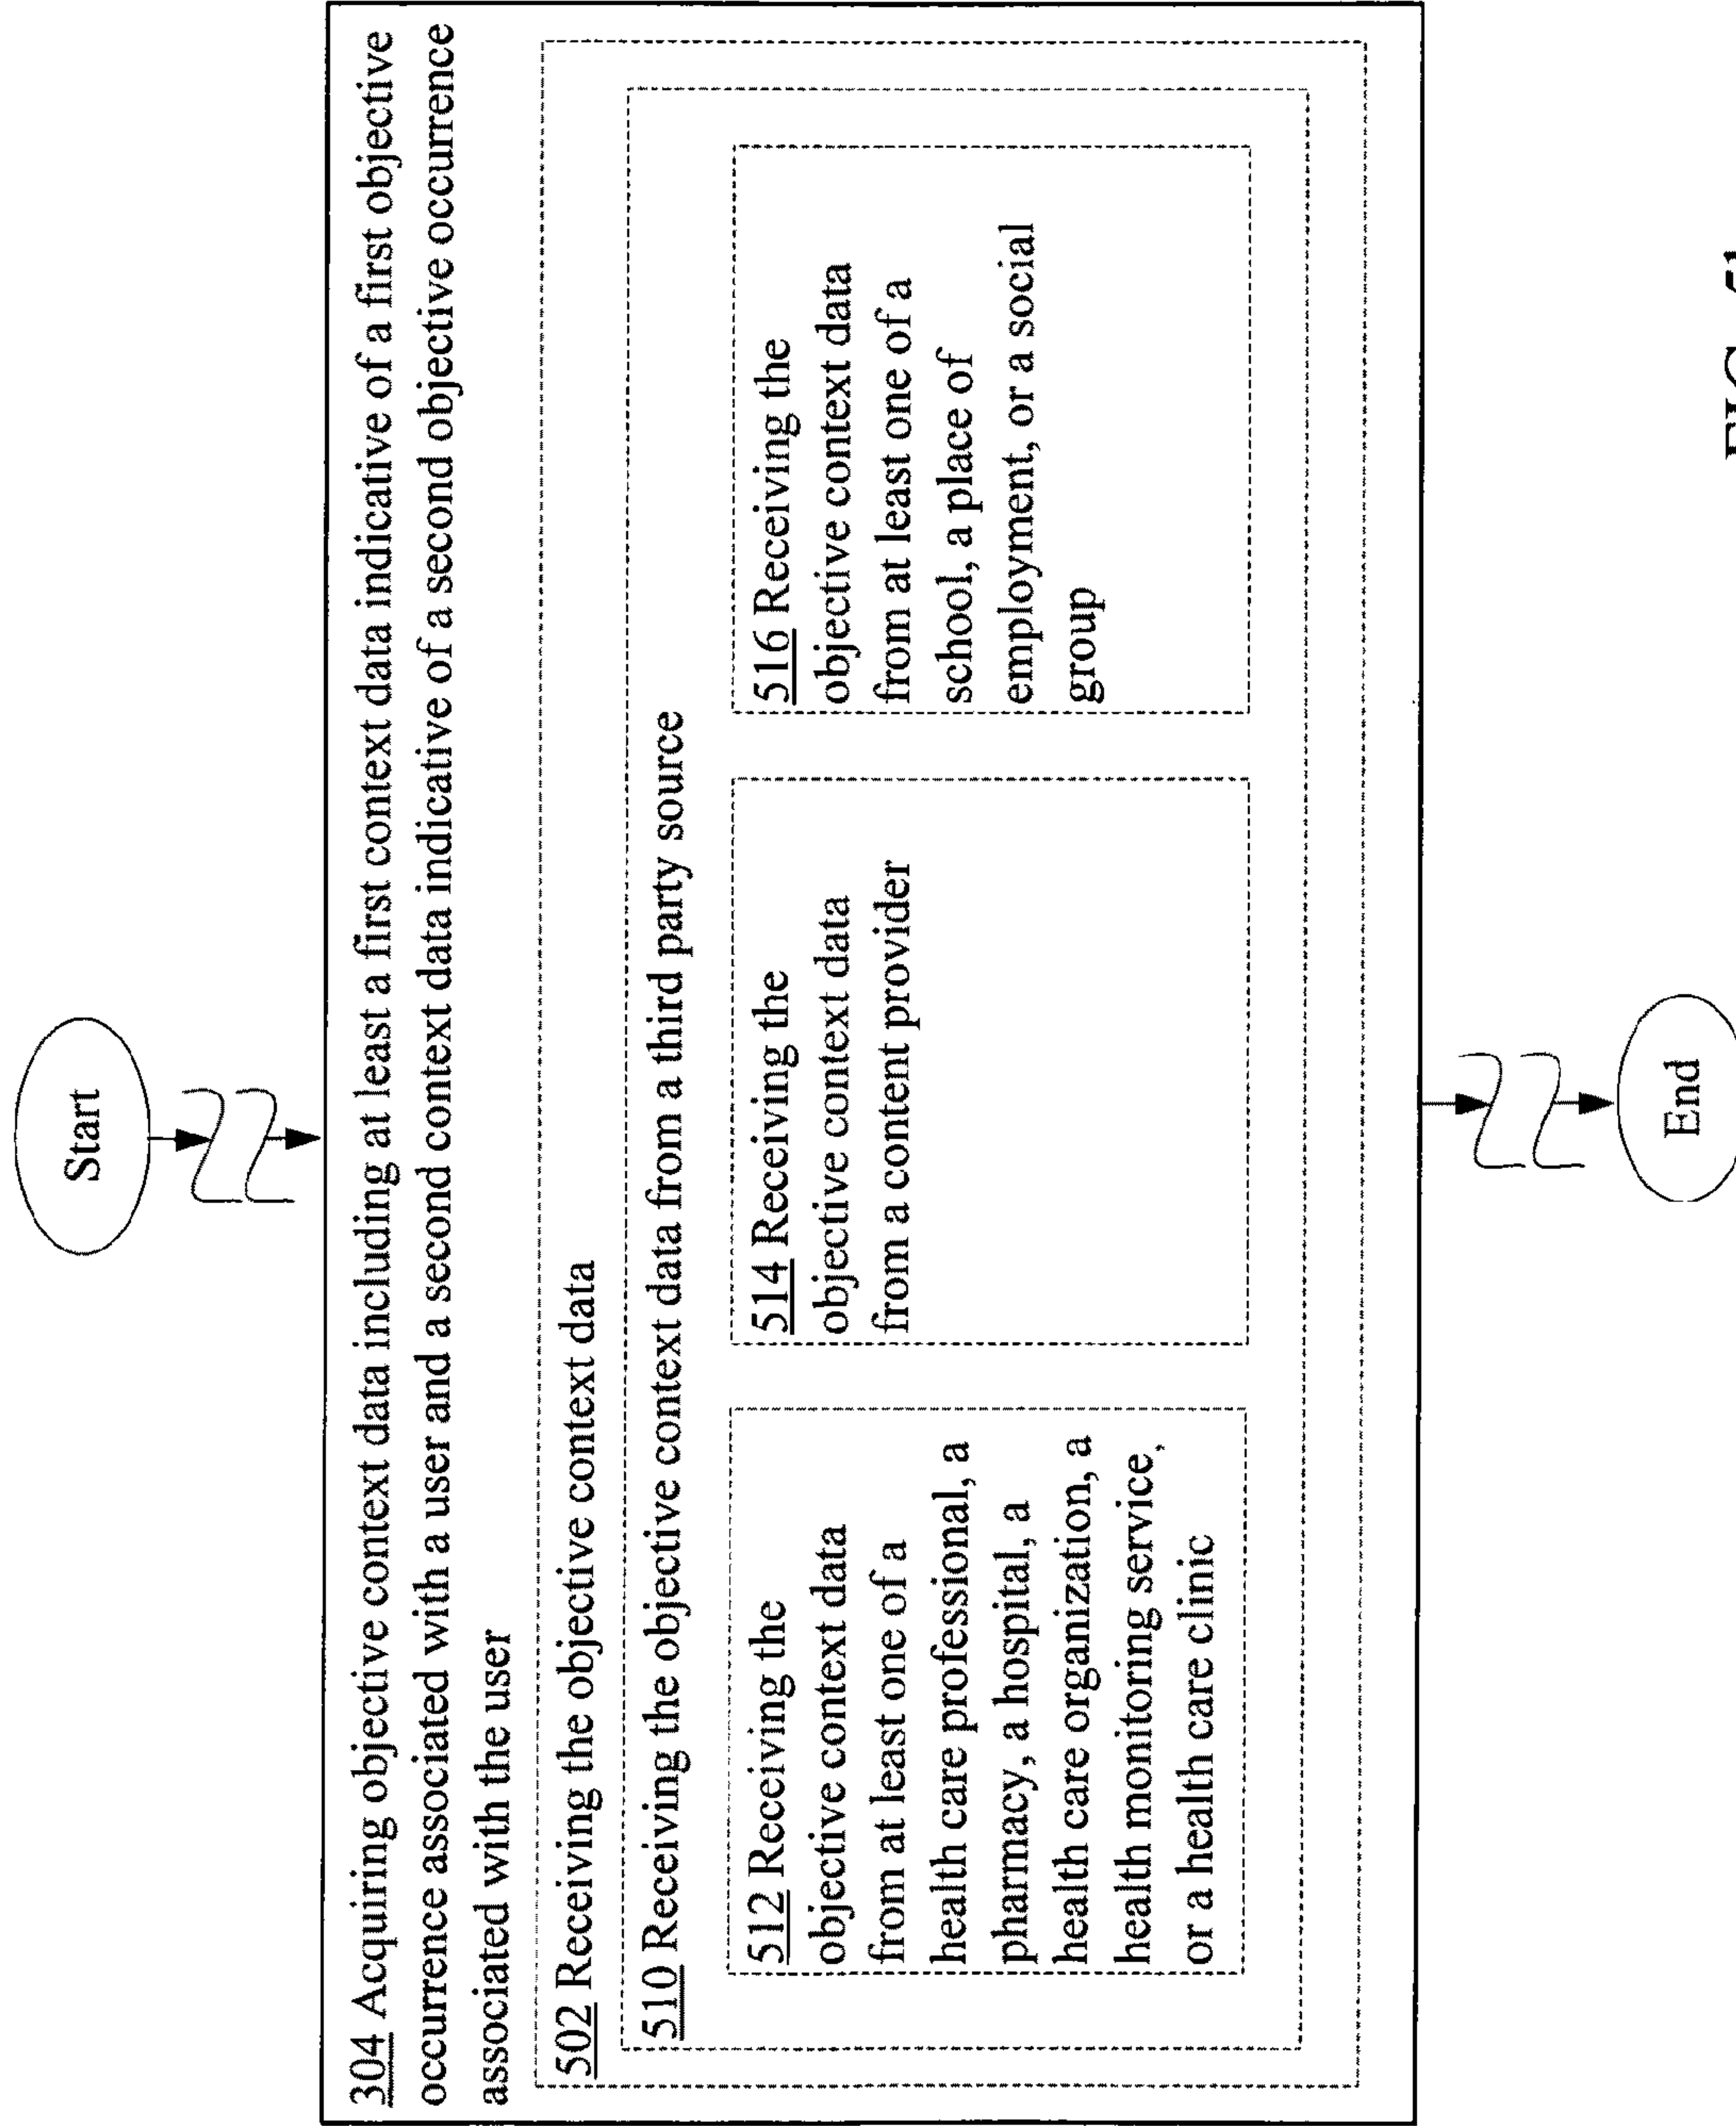 Start
304 Acquiring objective context data including at least a first context data indicative of a first objective
occurrence associated with a user and a second context data indicative of a second objective occurrence
associated with the user
502 Receiving the objective context data
510 Receiving the objective context data from a third party source
512 Receiving the
objective context data
from at least one of a
health care professional, a
pharmacy, a hospital, a
health care organization, a
health monitoring service,
or a health care clinic
514 Receiving the
objective context data
from a content provider
516 Receiving the
objective context data
from at least one of a
school, a place of
employment, or a social
group
End